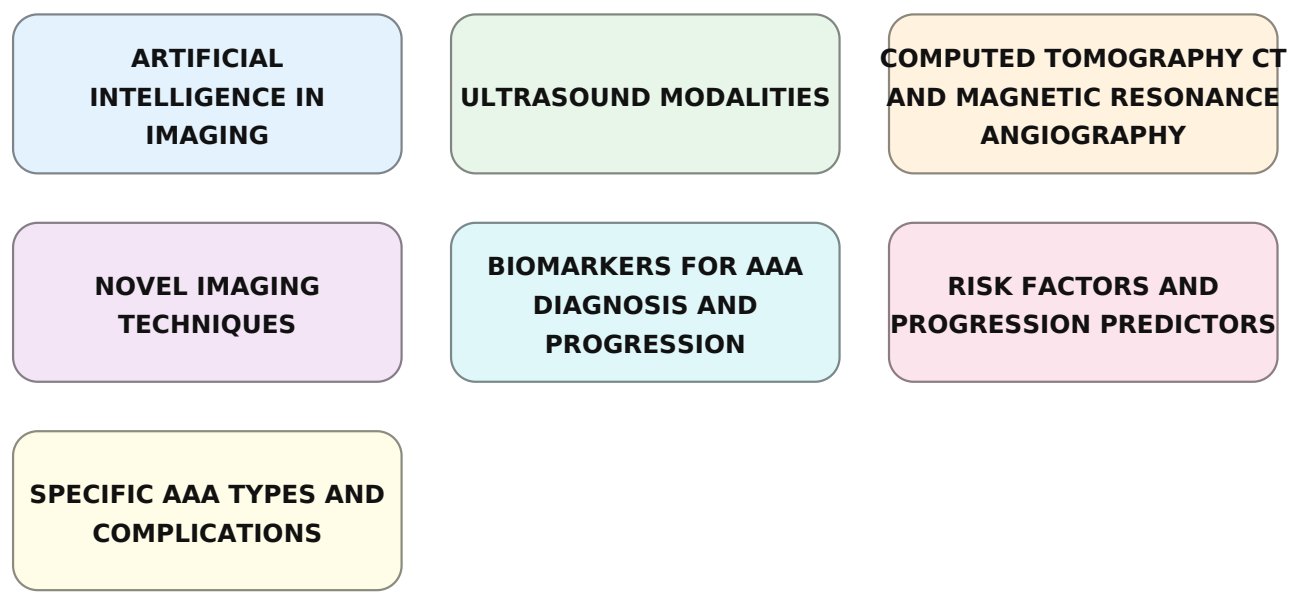 ARTIFICIAL
INTELLIGENCE IN
IMAGING
ULTRASOUND MODALITIES
COMPUTED TOMOGRAPHY CT
AND MAGNETIC RESONANCE
ANGIOGRAPHY
NOVEL IMAGING
TECHNIQUES
BIOMARKERS FOR AAA
DIAGNOSIS AND
PROGRESSION
RISK FACTORS AND
PROGRESSION PREDICTORS
SPECIFIC AAA TYPES AND
COMPLICATIONS